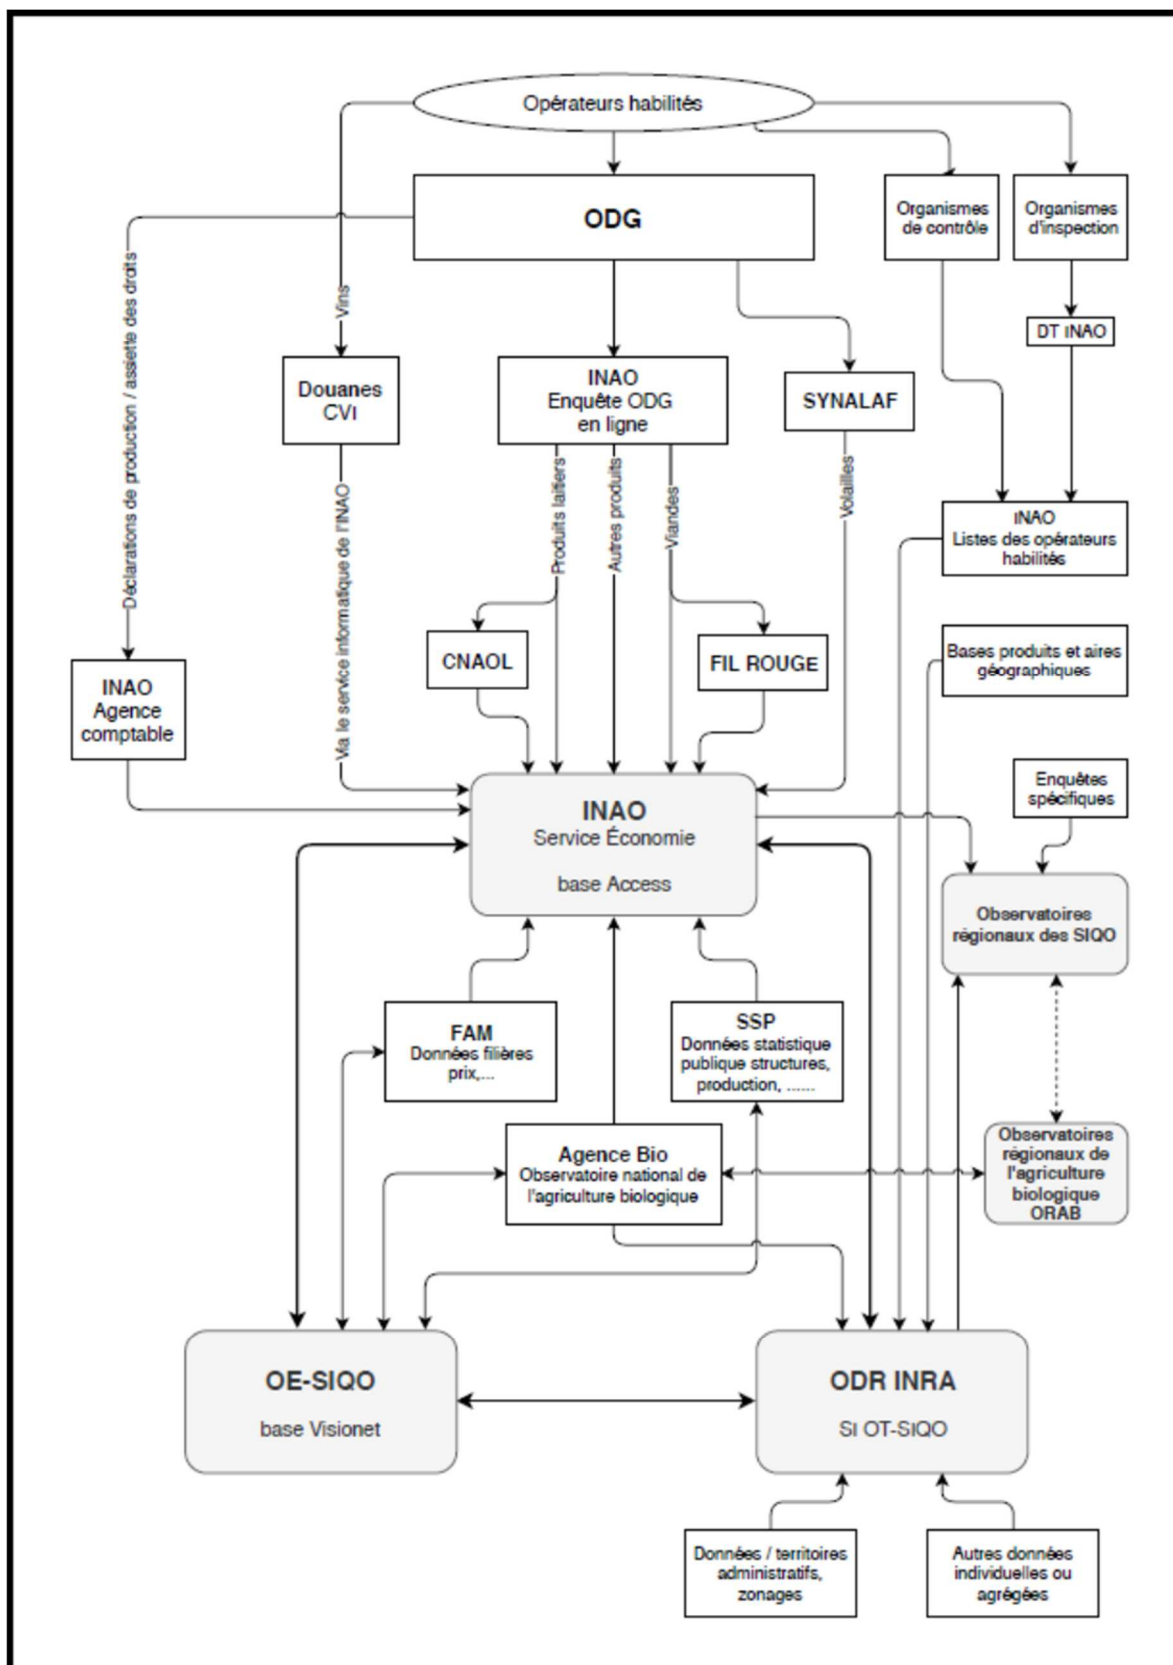 Opérateurs habilités
ODG
Organismes
de contrôle
Organismes
d'inspection
Déclarations de production / assiette des droits
Vins
DT INAO
Douanes
CVI
INAO
Enquête ODG
en ligne
SYNALAF
Via le service informatique de l'INAO
Produits laitiers
Autres produits
Viandes
Volailles
INAO
Listes des opérateurs
habilités
CNAOL
FIL ROUGE
Bases produits et aires
géographiques
INAO
Agence
comptable
INAO
Service Économie
base Access
Enquêtes
spécifiques
Observatoires
régionaux des SIQO
FAM
Données filières
prix,...
SSP
Données statistique
publique structures,
production, ......
Agence Bio
Observatoire national de
l'agriculture biologique
Observatoires
régionaux de
l'agriculture
biologique
ORAB
OE-SIQO
base Visionet
ODR INRA
SI OT-SIQO
Données / territoires
administratifs,
zonages
Autres données
individuelles ou
agrégées